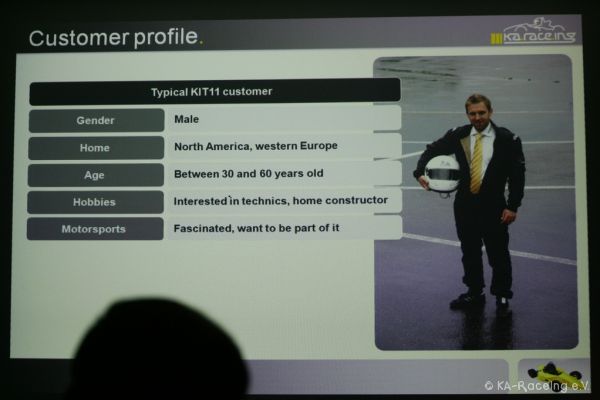 Customer profile.
ka-raceing
Typical KIT11 customer
Gender
Male
Home
North America, western Europe
Age
Between 30 and 60 years old
Hobbies
Interested in technics, home constructor
Motorsports
Fascinated, want to be part of it
© KA-RaceIng e.V.